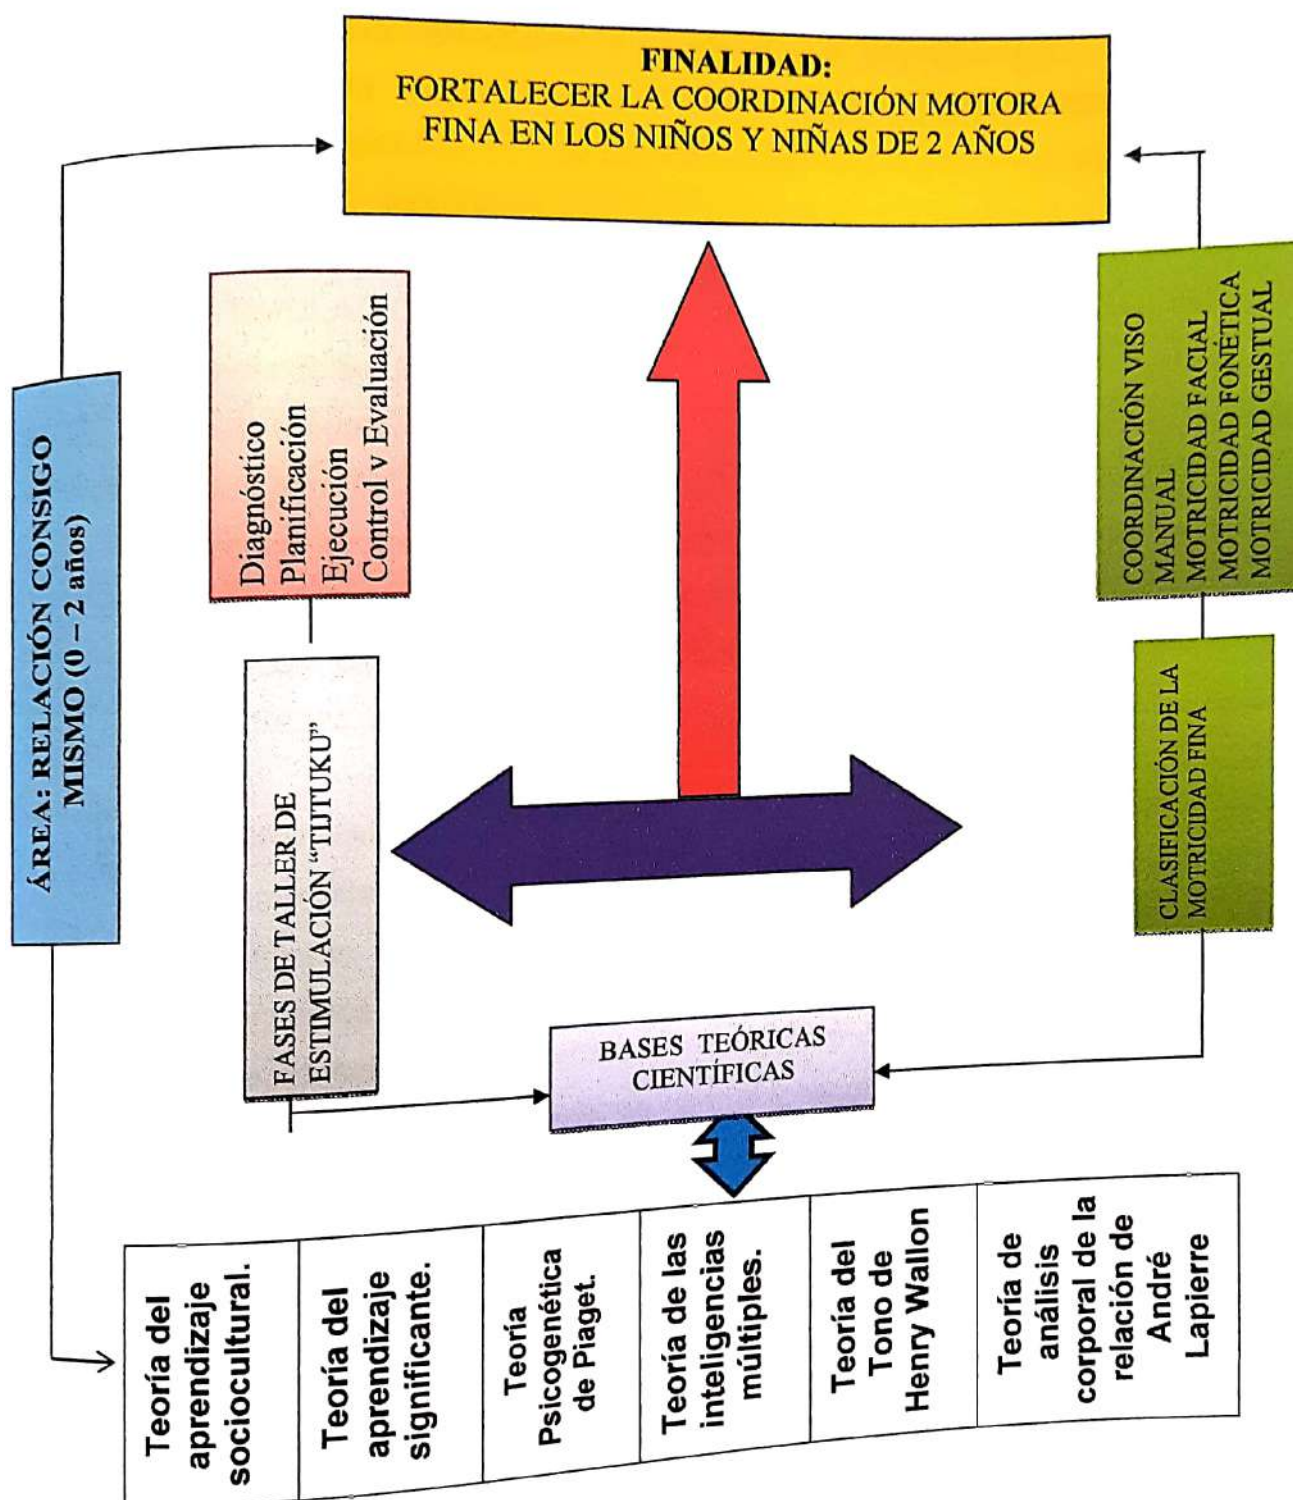 FINALIDAD:
FORTALECER LA COORDINACIÓN MOTORA
FINA EN LOS NIÑOS Y NIÑAS DE 2 AÑOS
ÁREA: RELACIÓN CONSIGO
MISMO (0 – 2 años)
Diagnóstico
Planificación
Ejecución
Control v Evaluación
FASES DE TALLER DE
ESTIMULACIÓN “TIJTUKU”
COORDINACIÓN VISO
MANUAL
MOTRICIDAD FACIAL
MOTRICIDAD FONÉTICA
MOTRICIDAD GESTUAL
CLASIFICACIÓN DE LA
MOTRICIDAD FINA
BASES TEÓRICAS
CIENTÍFICAS
Teoría del
aprendizaje
sociocultural.
Teoría del
aprendizaje
significante.
Teoría
Psicogenética
de Piaget.
Teoría de las
inteligencias
múltiples.
Teoría del
Tono de
Henry Wallon
Teoría de
análisis
corporal de la
relación de
André
Lapierre